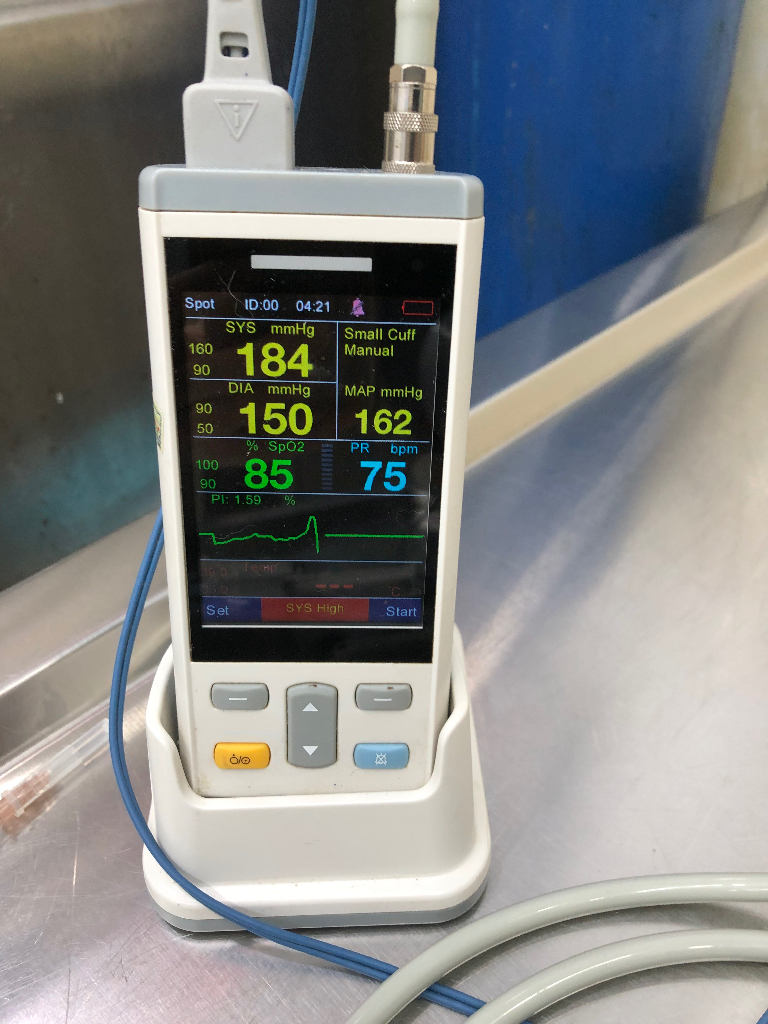 Spot ID:00 04:21
SYS mmHg
160
90
184
Small Cuff
Manual
DIA mmHg
90
50
150
MAP mmHg
162
% SpO2
100
90
85
PR bpm
75
PI: 1.59 %
Temp
---
°C
Set SYS High Start